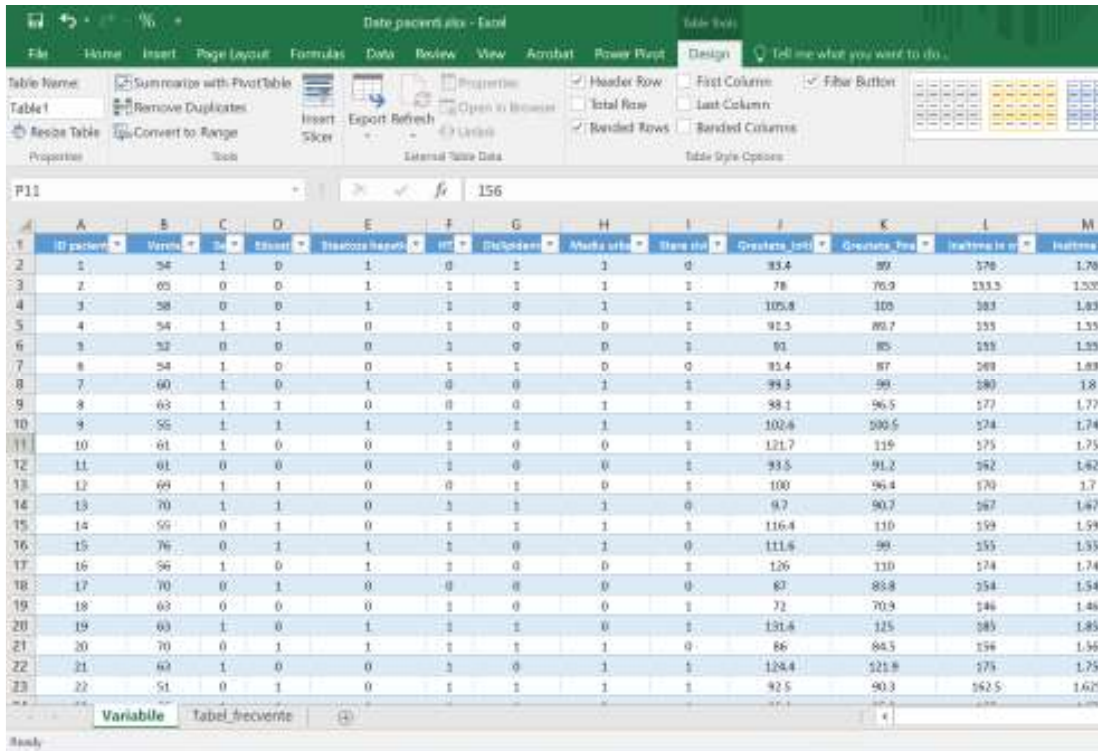 Date pacienti.xlsx - Excel
Table Tools
File Home Insert Page Layout Formulas Data Review View Acrobat Power Pivot Design Tell me what you want to do...
Table Name:
Table1
Resize Table
Properties
Summarize with PivotTable
Remove Duplicates
Convert to Range
Tools
Insert Slicer
Export Refresh
Properties
Open in Browser
Unlink
External Table Data
Header Row First Column Filter Button
Total Row Last Column
Banded Rows Banded Columns
Table Style Options
P11 fx 156
A B C D E F G H I J K L M
1 ID pacient
2 1 54 1 0 1 0 1 1 0 93.4 89 176 1.76
3 2 65 0 0 1 1 1 1 1 78 76.9 153.5 1.535
4 3 58 0 0 1 1 0 1 1 105.8 105 163 1.63
5 4 54 1 1 0 1 0 0 1 91.5 89.7 155 1.55
6 5 52 0 0 0 1 0 0 1 91 85 155 1.55
7 6 54 1 0 0 1 1 0 0 91.4 87 169 1.69
8 7 60 1 0 1 0 0 1 1 99.5 99 180 1.8
9 8 63 1 1 0 0 0 1 1 98.1 96.5 177 1.77
10 9 55 1 1 1 1 1 1 1 102.6 100.5 174 1.74
11 10 61 1 0 0 1 0 0 1 121.7 119 175 1.75
12 11 61 0 0 0 1 0 0 1 93.5 91.2 162 1.62
13 12 69 1 1 0 0 1 0 1 100 96.4 170 1.7
14 13 70 1 1 0 1 1 1 0 9.7 90.7 167 1.67
15 14 55 0 1 0 1 1 1 1 116.4 110 159 1.59
16 15 76 0 1 1 1 0 1 0 111.6 99 155 1.55
17 16 56 1 0 1 1 0 0 1 126 110 174 1.74
18 17 70 0 1 0 0 0 0 0 87 83.8 154 1.54
19 18 63 0 0 0 1 0 0 1 72 70.9 146 1.46
20 19 63 1 0 1 1 1 0 1 131.6 125 185 1.85
21 20 70 0 1 1 1 1 1 0 86 84.5 156 1.56
22 21 63 1 0 0 1 0 1 1 124.4 121.9 175 1.75
23 22 51 0 1 0 1 1 1 1 92.5 90.3 162.5 1.625
Variabile Tabel_frecvente
Ready